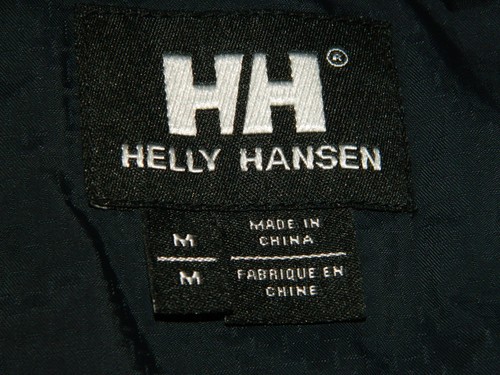 HH ®
HELLY HANSEN
M
M
MADE IN
CHINA
FABRIQUE EN
CHINE